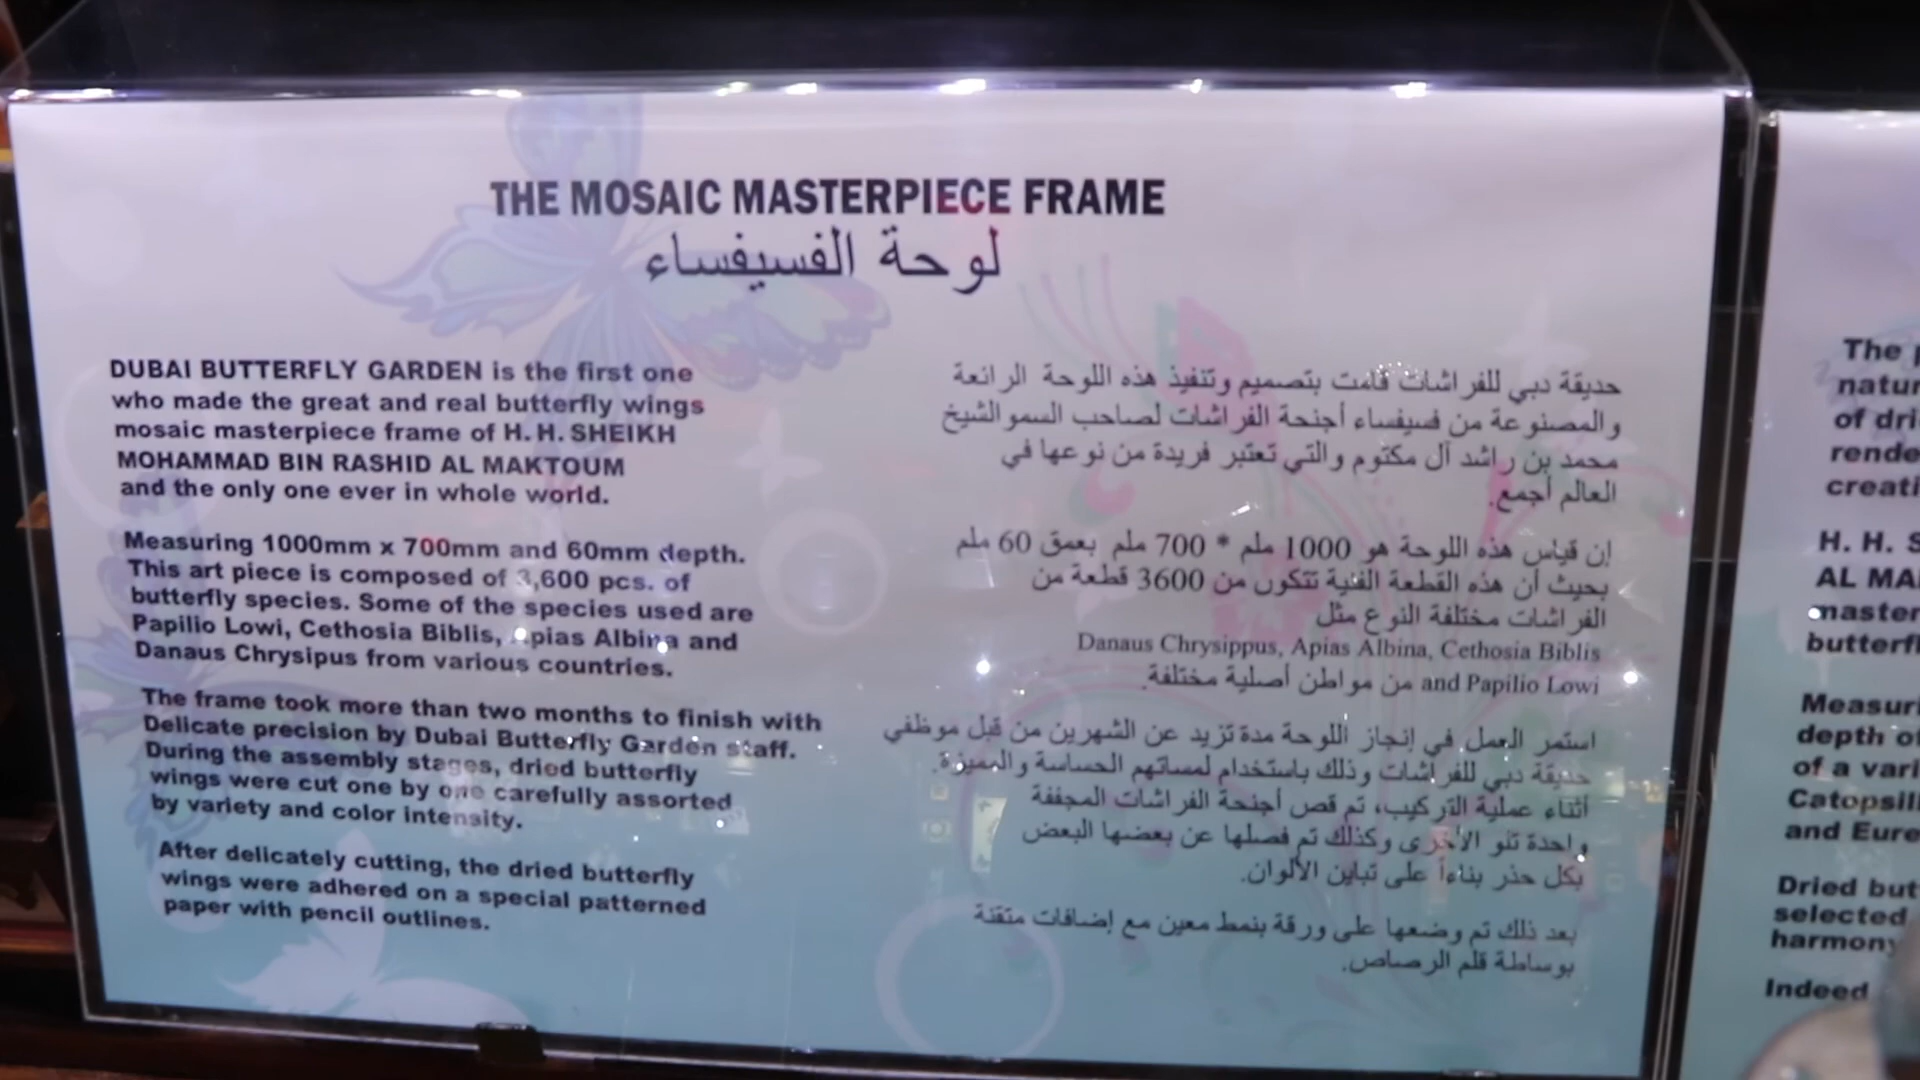 THE MOSAIC MASTERPIECE FRAME
لوحة الفسيفساء
DUBAI BUTTERFLY GARDEN is the first one
who made the great and real butterfly wings
mosaic masterpiece frame of H. H. SHEIKH
MOHAMMAD BIN RASHID AL MAKTOUM
and the only one ever in whole world.
Measuring 1000mm x 700mm and 60mm depth.
This art piece is composed of 3,600 pcs. of
butterfly species. Some of the species used are
Papilio Lowi, Cethosia Biblis, Apias Albina and
Danaus Chrysipus from various countries.
The frame took more than two months to finish with
Delicate precision by Dubai Butterfly Garden staff.
During the assembly stages, dried butterfly
wings were cut one by one carefully assorted
by variety and color intensity.
After delicately cutting, the dried butterfly
wings were adhered on a special patterned
paper with pencil outlines.
حديقة دبي للفراشات قامت بتصميم وتنفيذ هذه اللوحة الرائعة
والمصنوعة من فسيفساء أجنحة الفراشات لصاحب السمو الشيخ
محمد بن راشد آل مكتوم والتي تعتبر فريدة من نوعها في
العالم أجمع.
إن قياس هذه اللوحة هو 1000 ملم * 700 ملم بعمق 60 ملم
بحيث أن هذه القطعة الفنية تتكون من 3600 قطعة من
الفراشات مختلفة النوع مثل
Danaus Chrysippus, Apias Albina, Cethosia Biblis
and Papilio Lowi من مواطن أصلية مختلفة.
استمر العمل في إنجاز اللوحة مدة تزيد عن الشهرين من قبل موظفي
حديقة دبي للفراشات وذلك باستخدام لمساتهم الحساسة والمميزة.
أثناء عملية التركيب، تم قص أجنحة الفراشات المجففة
واحدة تلو الأخرى وكذلك تم فصلها عن بعضها البعض
بكل حذر بناءاً على تباين الألوان.
بعد ذلك تم وضعها على ورقة بنمط معين مع إضافات متقنة
بوساطة قلم الرصاص.
The
of
H. H.
depth of
of a
and
Dried
selected
harmony
Indeed